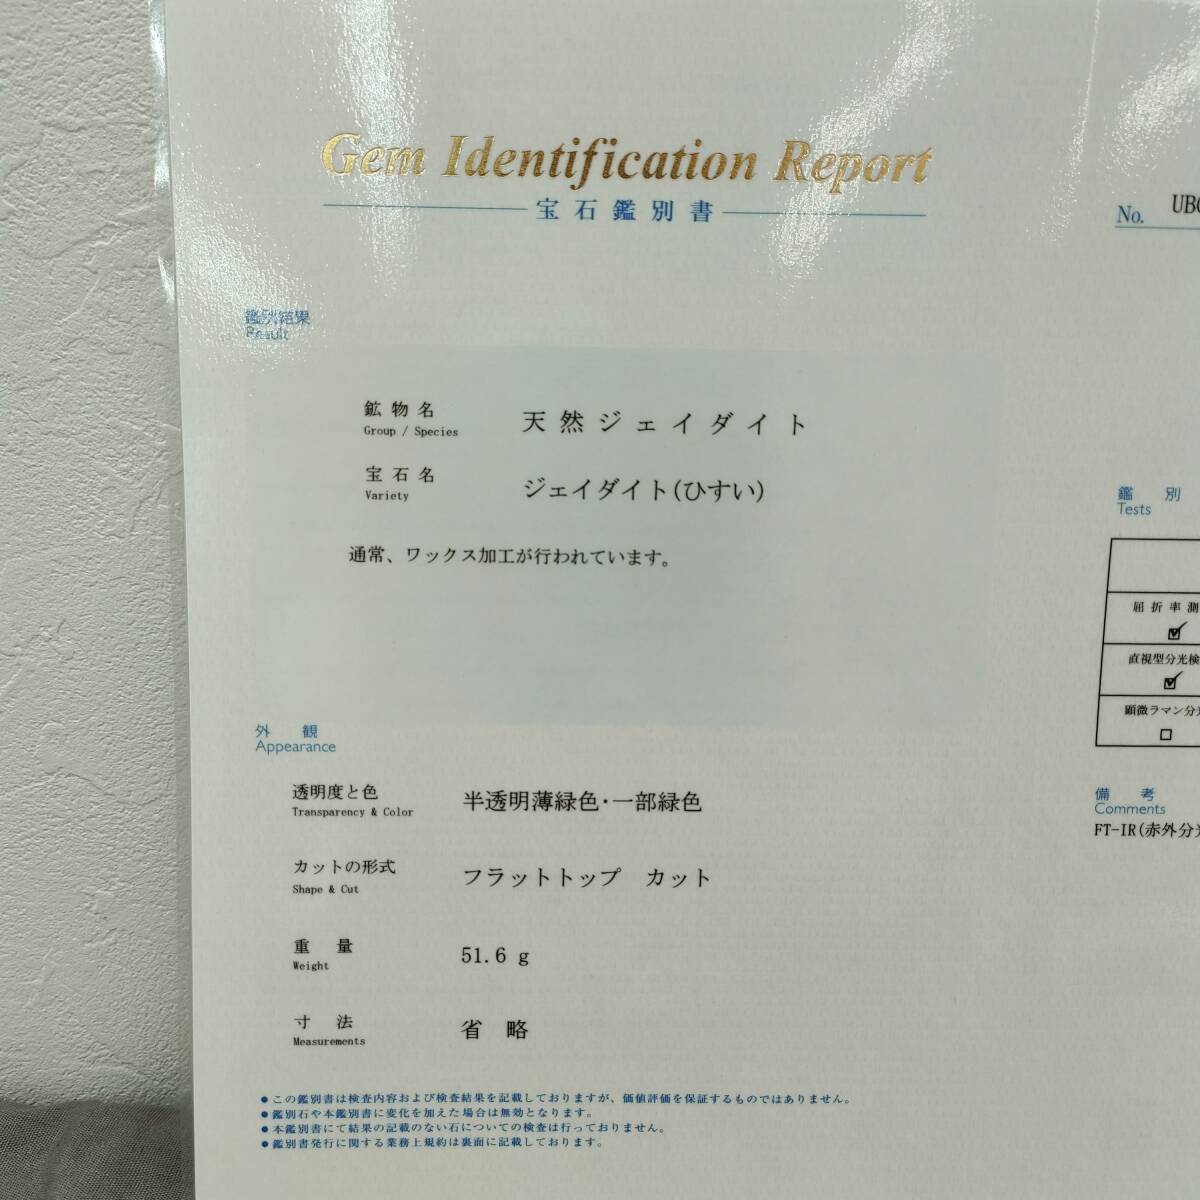 Gem Identification Report
宝石鑑別書
No. UB
鑑別結果
Result
鉱物名
Group / Species
天然ジェイダイト
宝石名
Variety
ジェイダイト(ひすい)
通常、ワックス加工が行われています。
外観
Appearance
透明度と色
Transparency & Color
半透明薄緑色・一部緑色
カットの形式
Shape & Cut
フラットトップ カット
重量
Weight
51.6 g
寸法
Measurements
省略
●この鑑別書は検査内容および検査結果を記載しておりますが、価値評価を保証するものではありません。
●鑑別石や本鑑別書に変化を加えた場合は無効となります。
●本鑑別書にて結果の記載のない石についての検査は行っておりません。
●鑑別書発行に関する業務上規約は裏面に記載しております。
鑑別
Tests
屈折率測
☑
直視型分光検
☑
顕微ラマン分
☐
備考
Comments
FT-IR(赤外分